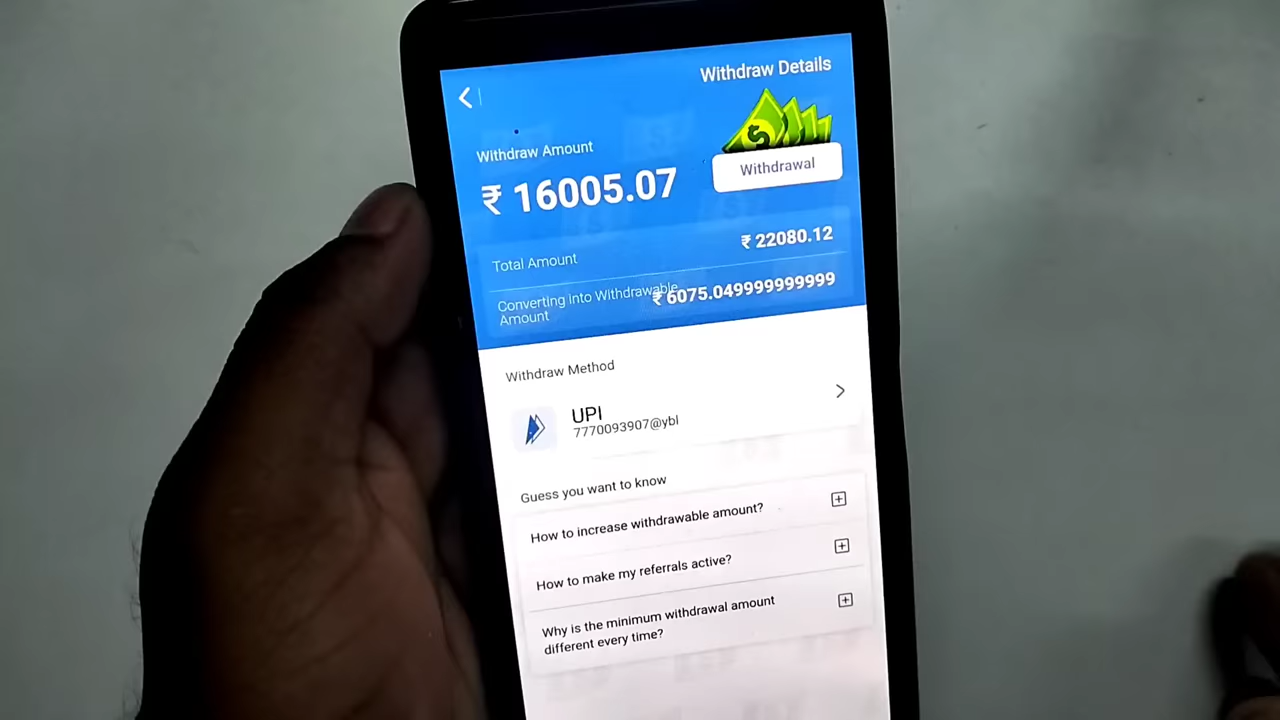 Withdraw Details
Withdraw Amount
₹ 16005.07
Withdrawal
Total Amount
₹ 22080.12
Converting into Withdrawable
Amount
₹ 6075.049999999999
Withdraw Method
UPI
7770093907@ybl
Guess you want to know
How to increase withdrawable amount?
How to make my referrals active?
Why is the minimum withdrawal amount
different every time?